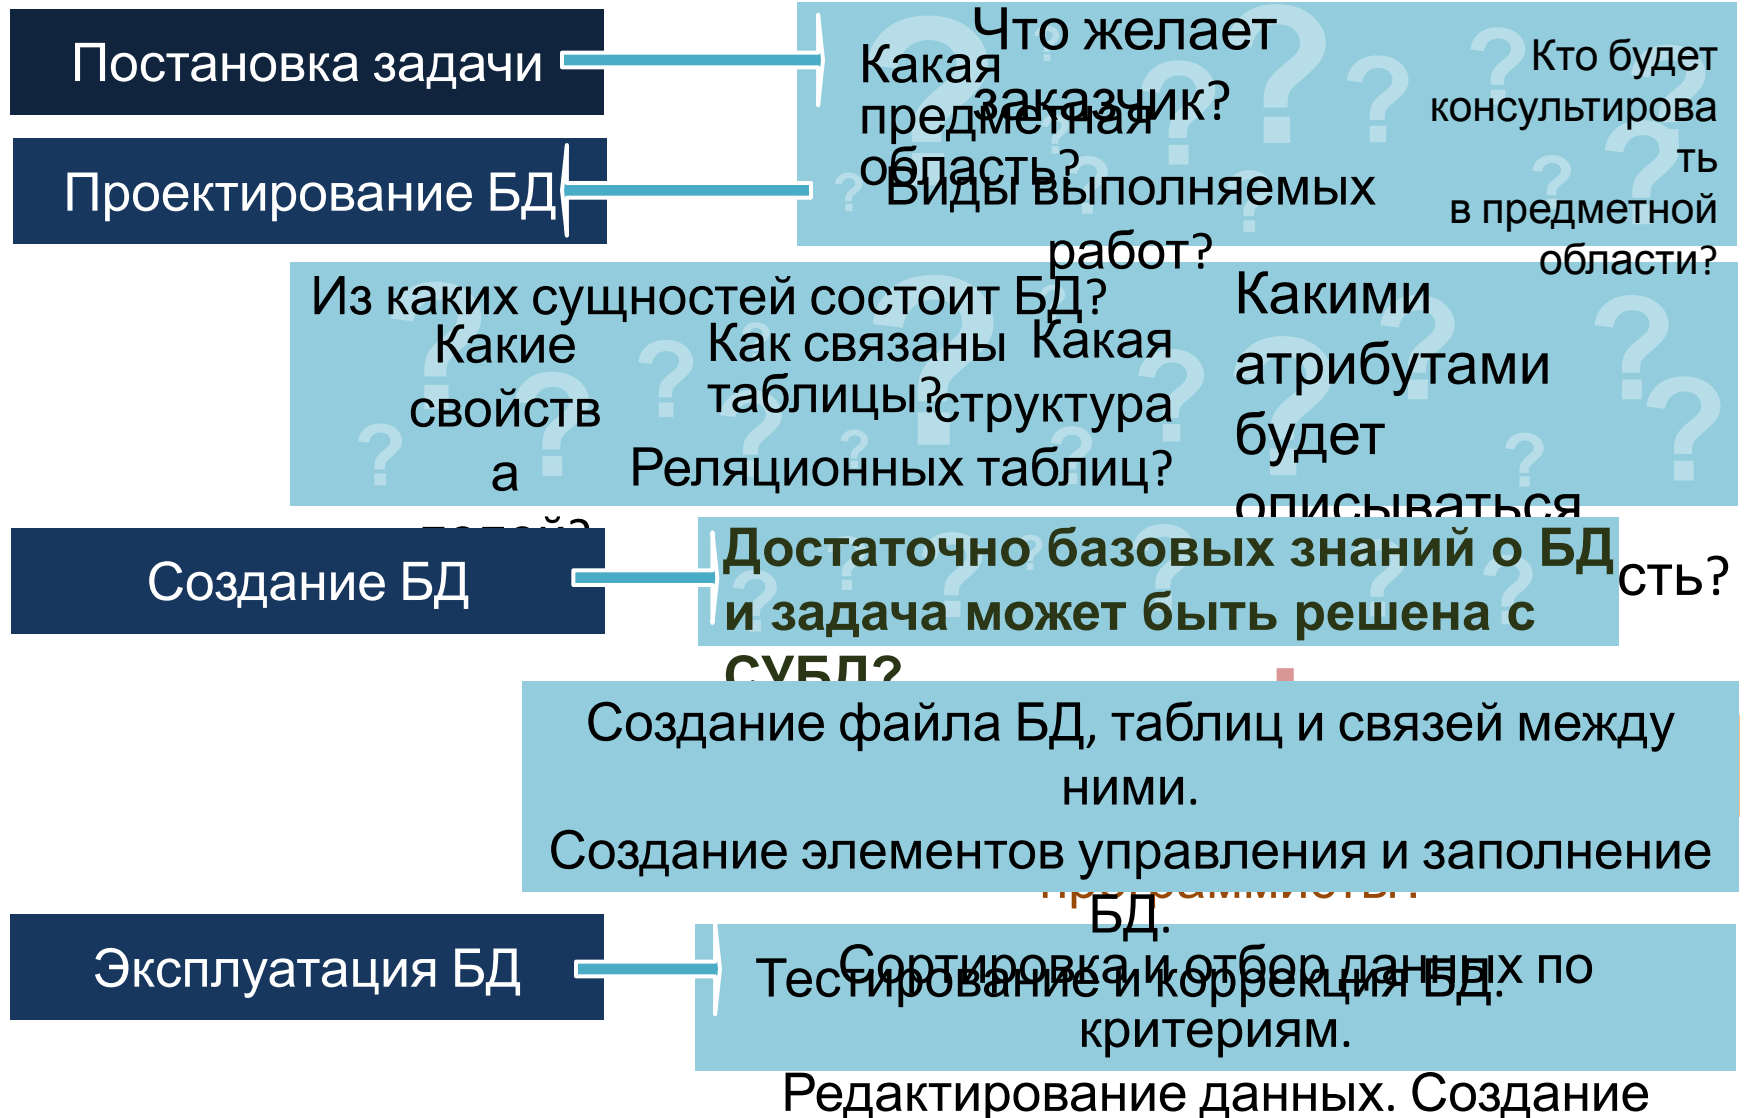 Постановка задачи
Что желает
заказчик?
Какая
предметная
область?
Кто будет
консультирова
ть
в предметной
области?
Проектирование БД
Виды выполняемых
работ?
Из каких сущностей состоит БД?
Какие
свойств
а
полей?
Как связаны
таблицы?
Какая
структура
Реляционных таблиц?
Какими
атрибутами
будет
описываться
сть?
Создание БД
Достаточно базовых знаний о БД
и задача может быть решена с
СУБД?
Создание файла БД, таблиц и связей между
ними.
Создание элементов управления и заполнение
БД.
Тестирование и коррекция БД.
Эксплуатация БД
Сортировка и отбор данных по
критериям.
Редактирование данных. Создание